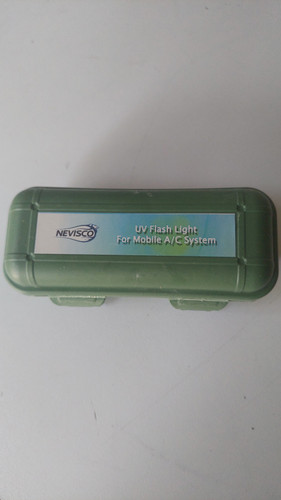 NEVISCO
UV Flash Light
For Mobile A/C System